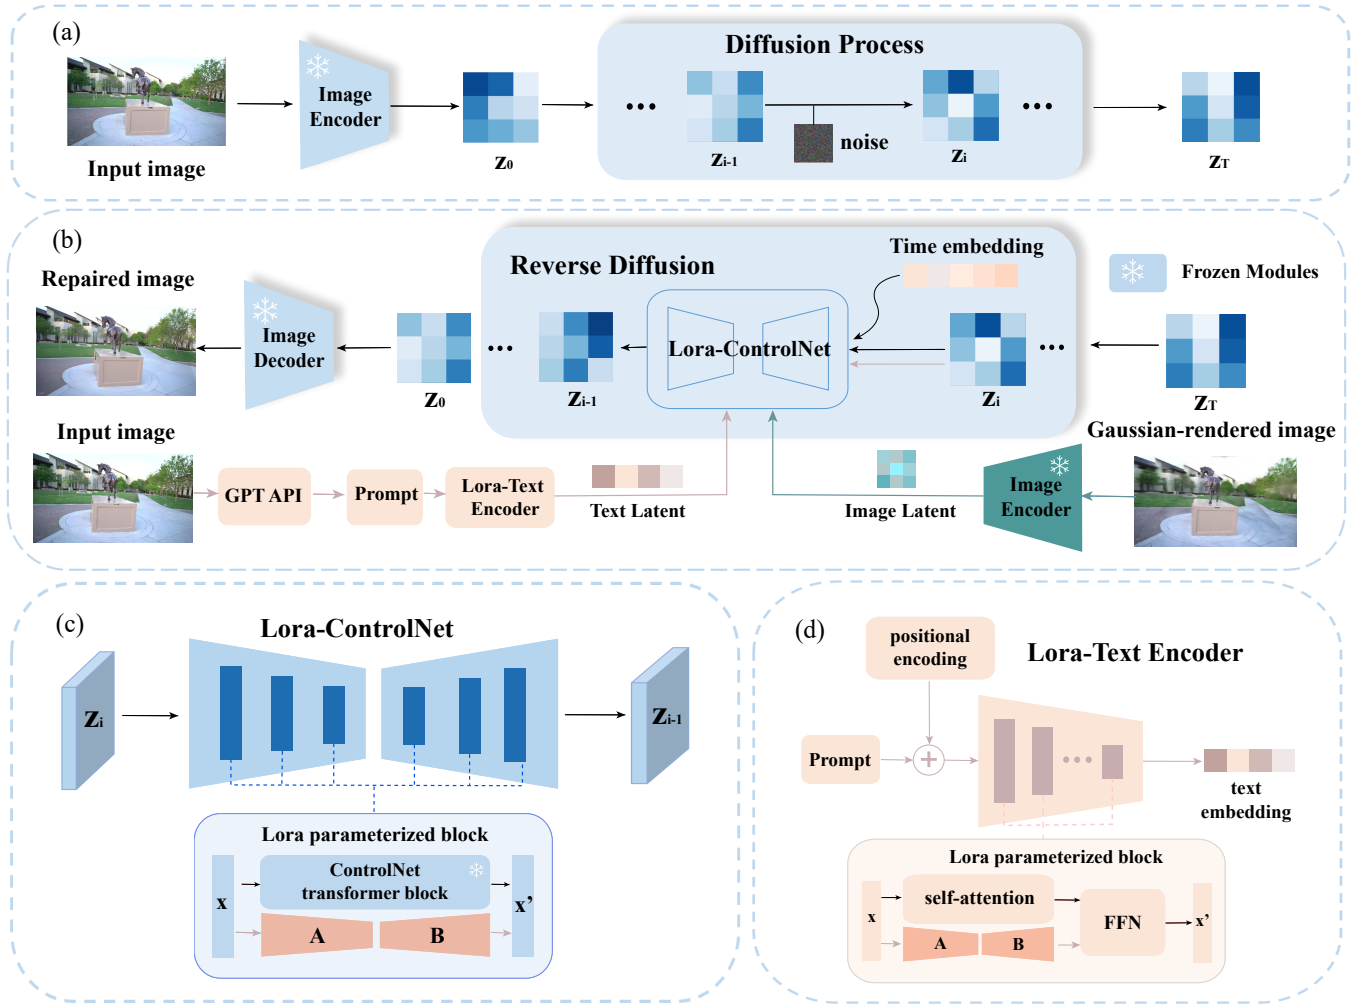 (a)
Diffusion Process
Image
Encoder
Input image
z0
zi-1
noise
zi
zT
(b)
Repaired image
Reverse Diffusion
Time embedding
Frozen Modules
Image
Decoder
Lora-ControlNet
z0
zi-1
zi
zT
Input image
Gaussian-rendered image
GPT API
Prompt
Lora-Text
Encoder
Text Latent
Image Latent
Image
Encoder
(c)
Lora-ControlNet
zi
zi-1
Lora parameterized block
ControlNet
transformer block
x
x’
A
B
(d)
positional
encoding
Lora-Text Encoder
Prompt
text
embedding
Lora parameterized block
self-attention
x
FFN
x’
A
B